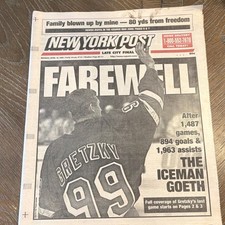 Family blown up by mine — 80 yds from freedom
NEW YORK POST
LATE CITY FINAL
FAREWELL
GRETZKY
99
After
1,487
games,
894 goals &
1,963 assists
THE
ICEMAN
GOETH
Full coverage of Gretzky's last
game starts on Pages 2 & 3